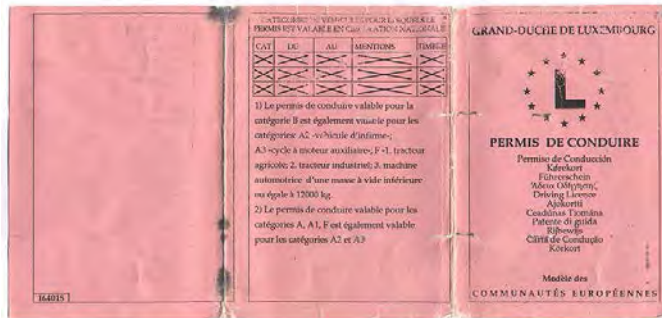 164015
CATEGORIES DE VEHICULES POUR LESQUELS LE
PERMIS EST VALABLE EN CIRCULATION NATIONALE
CAT DU AU MENTIONS TIMBRE
1) Le permis de conduire valable pour la
catégorie B est également valable pour les
catégories: A2 «véhicule d'infirme»;
A3 «cycle à moteur auxiliaire»; F «1. tracteur
agricole; 2. tracteur industriel; 3. machine
automotrice d'une masse à vide inférieure
ou égale à 12000 kg.
2) Le permis de conduire valable pour les
catégories A, A1, F est également valable
pour les catégories A2 et A3
GRAND-DUCHE DE LUXEMBOURG
L
PERMIS DE CONDUIRE
Permiso de Conducción
Kørekort
Führerschein
Άδεια Οδήγησης
Driving Licence
Ajokortti
Ceadúnas Tiomána
Patente di guida
Rijbewijs
Carta de Condução
Körkort
Modèle des
COMMUNAUTÉS EUROPÉENNES